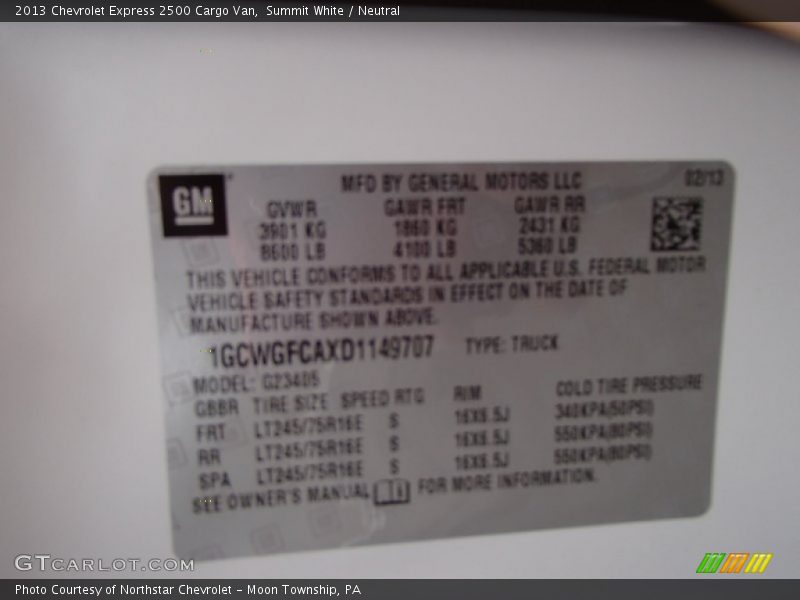 2013 Chevrolet Express 2500 Cargo Van,  Summit White / Neutral
GM
MFD BY GENERAL MOTORS LLC 02/13
GVWR GAWR FRT GAWR RR
3901 KG 1860 KG 2431 KG
8600 LB 4100 LB 5360 LB
THIS VEHICLE CONFORMS TO ALL APPLICABLE U.S. FEDERAL MOTOR
VEHICLE SAFETY STANDARDS IN EFFECT ON THE DATE OF
MANUFACTURE SHOWN ABOVE.
1GCWGFCAXD1149707 TYPE: TRUCK
MODEL: G23405
GBBR TIRE SIZE SPEED RTG RIM COLD TIRE PRESSURE
FRT LT245/75R16E S 16X6.5J 340KPA(50PSI)
RR LT245/75R16E S 16X6.5J 550KPA(80PSI)
SPA LT245/75R16E S 16X6.5J 550KPA(80PSI)
SEE OWNER'S MANUAL FOR MORE INFORMATION.
GTCARLOT.COM
Photo Courtesy of Northstar Chevrolet - Moon Township, PA